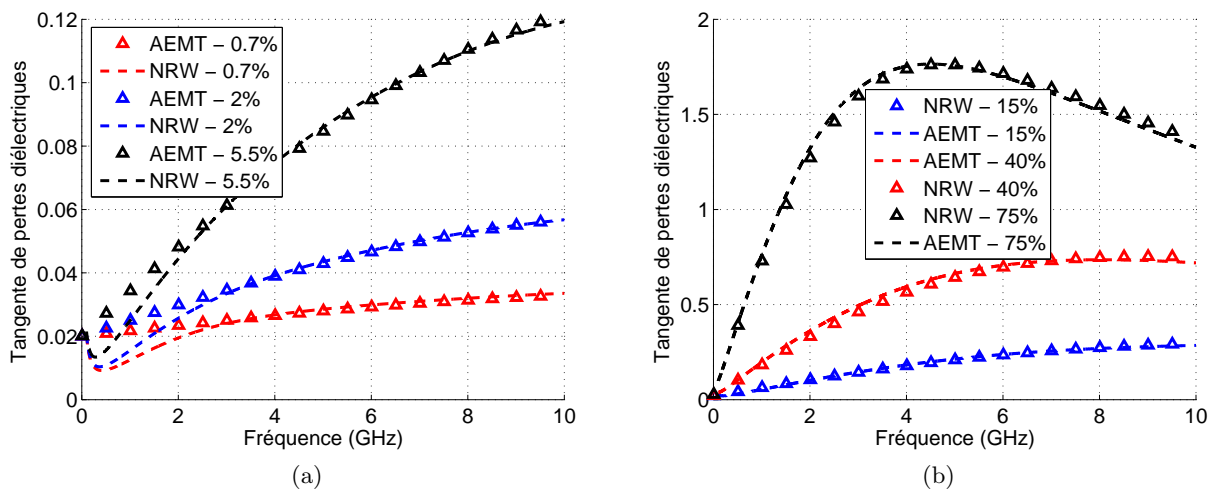 Tangente de pertes diélectriques
0.12
0.1
0.08
0.06
0.04
0.02
0
AEMT – 0.7%
NRW – 0.7%
AEMT – 2%
NRW – 2%
AEMT – 5.5%
NRW – 5.5%
0 2 4 6 8 10
Fréquence (GHz)
(a)
Tangente de pertes diélectriques
2
1.5
1
0.5
0
NRW – 15%
AEMT – 15%
AEMT – 40%
NRW – 40%
NRW – 75%
AEMT – 75%
0 2 4 6 8 10
Fréquence (GHz)
(b)